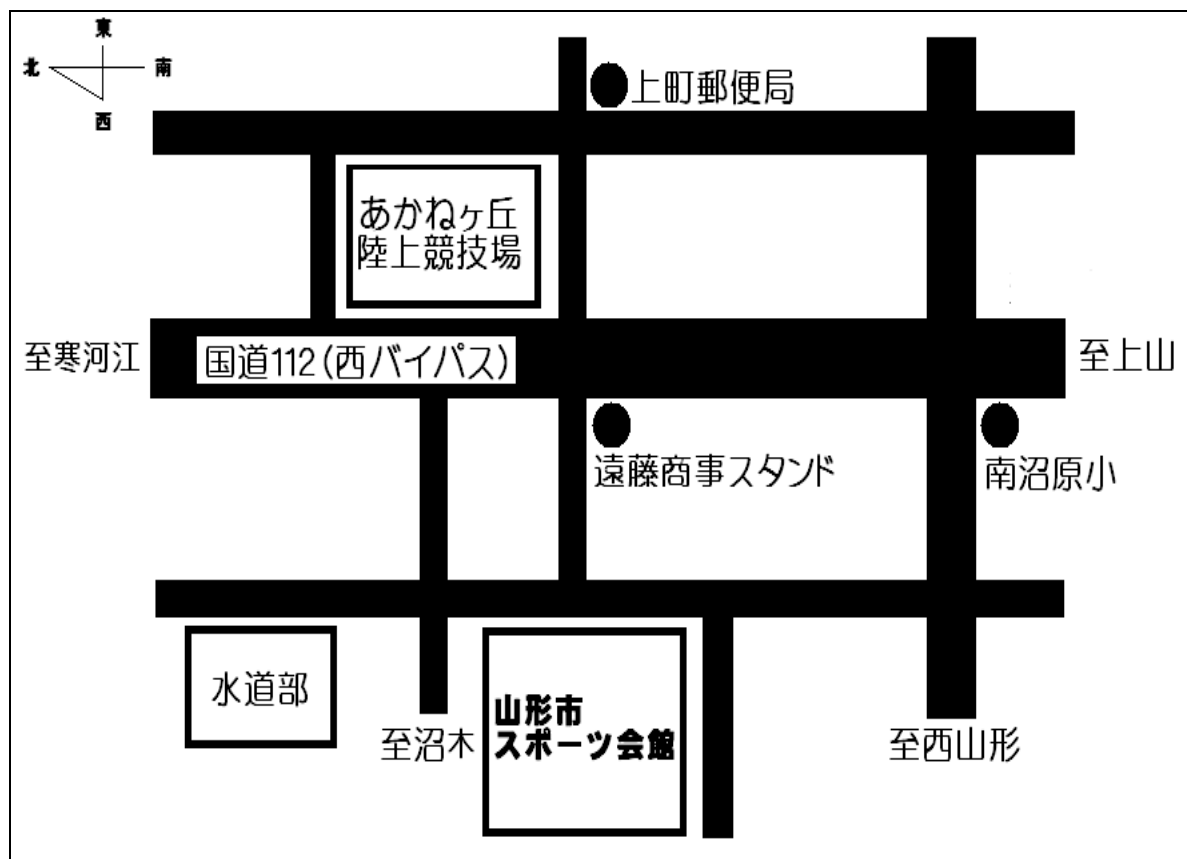 東
北
南
西
上町郵便局
あかねヶ丘
陸上競技場
至寒河江
国道112(西バイパス)
至上山
遠藤商事スタンド
南沼原小
水道部
至沼木
山形市
スポーツ会館
至西山形